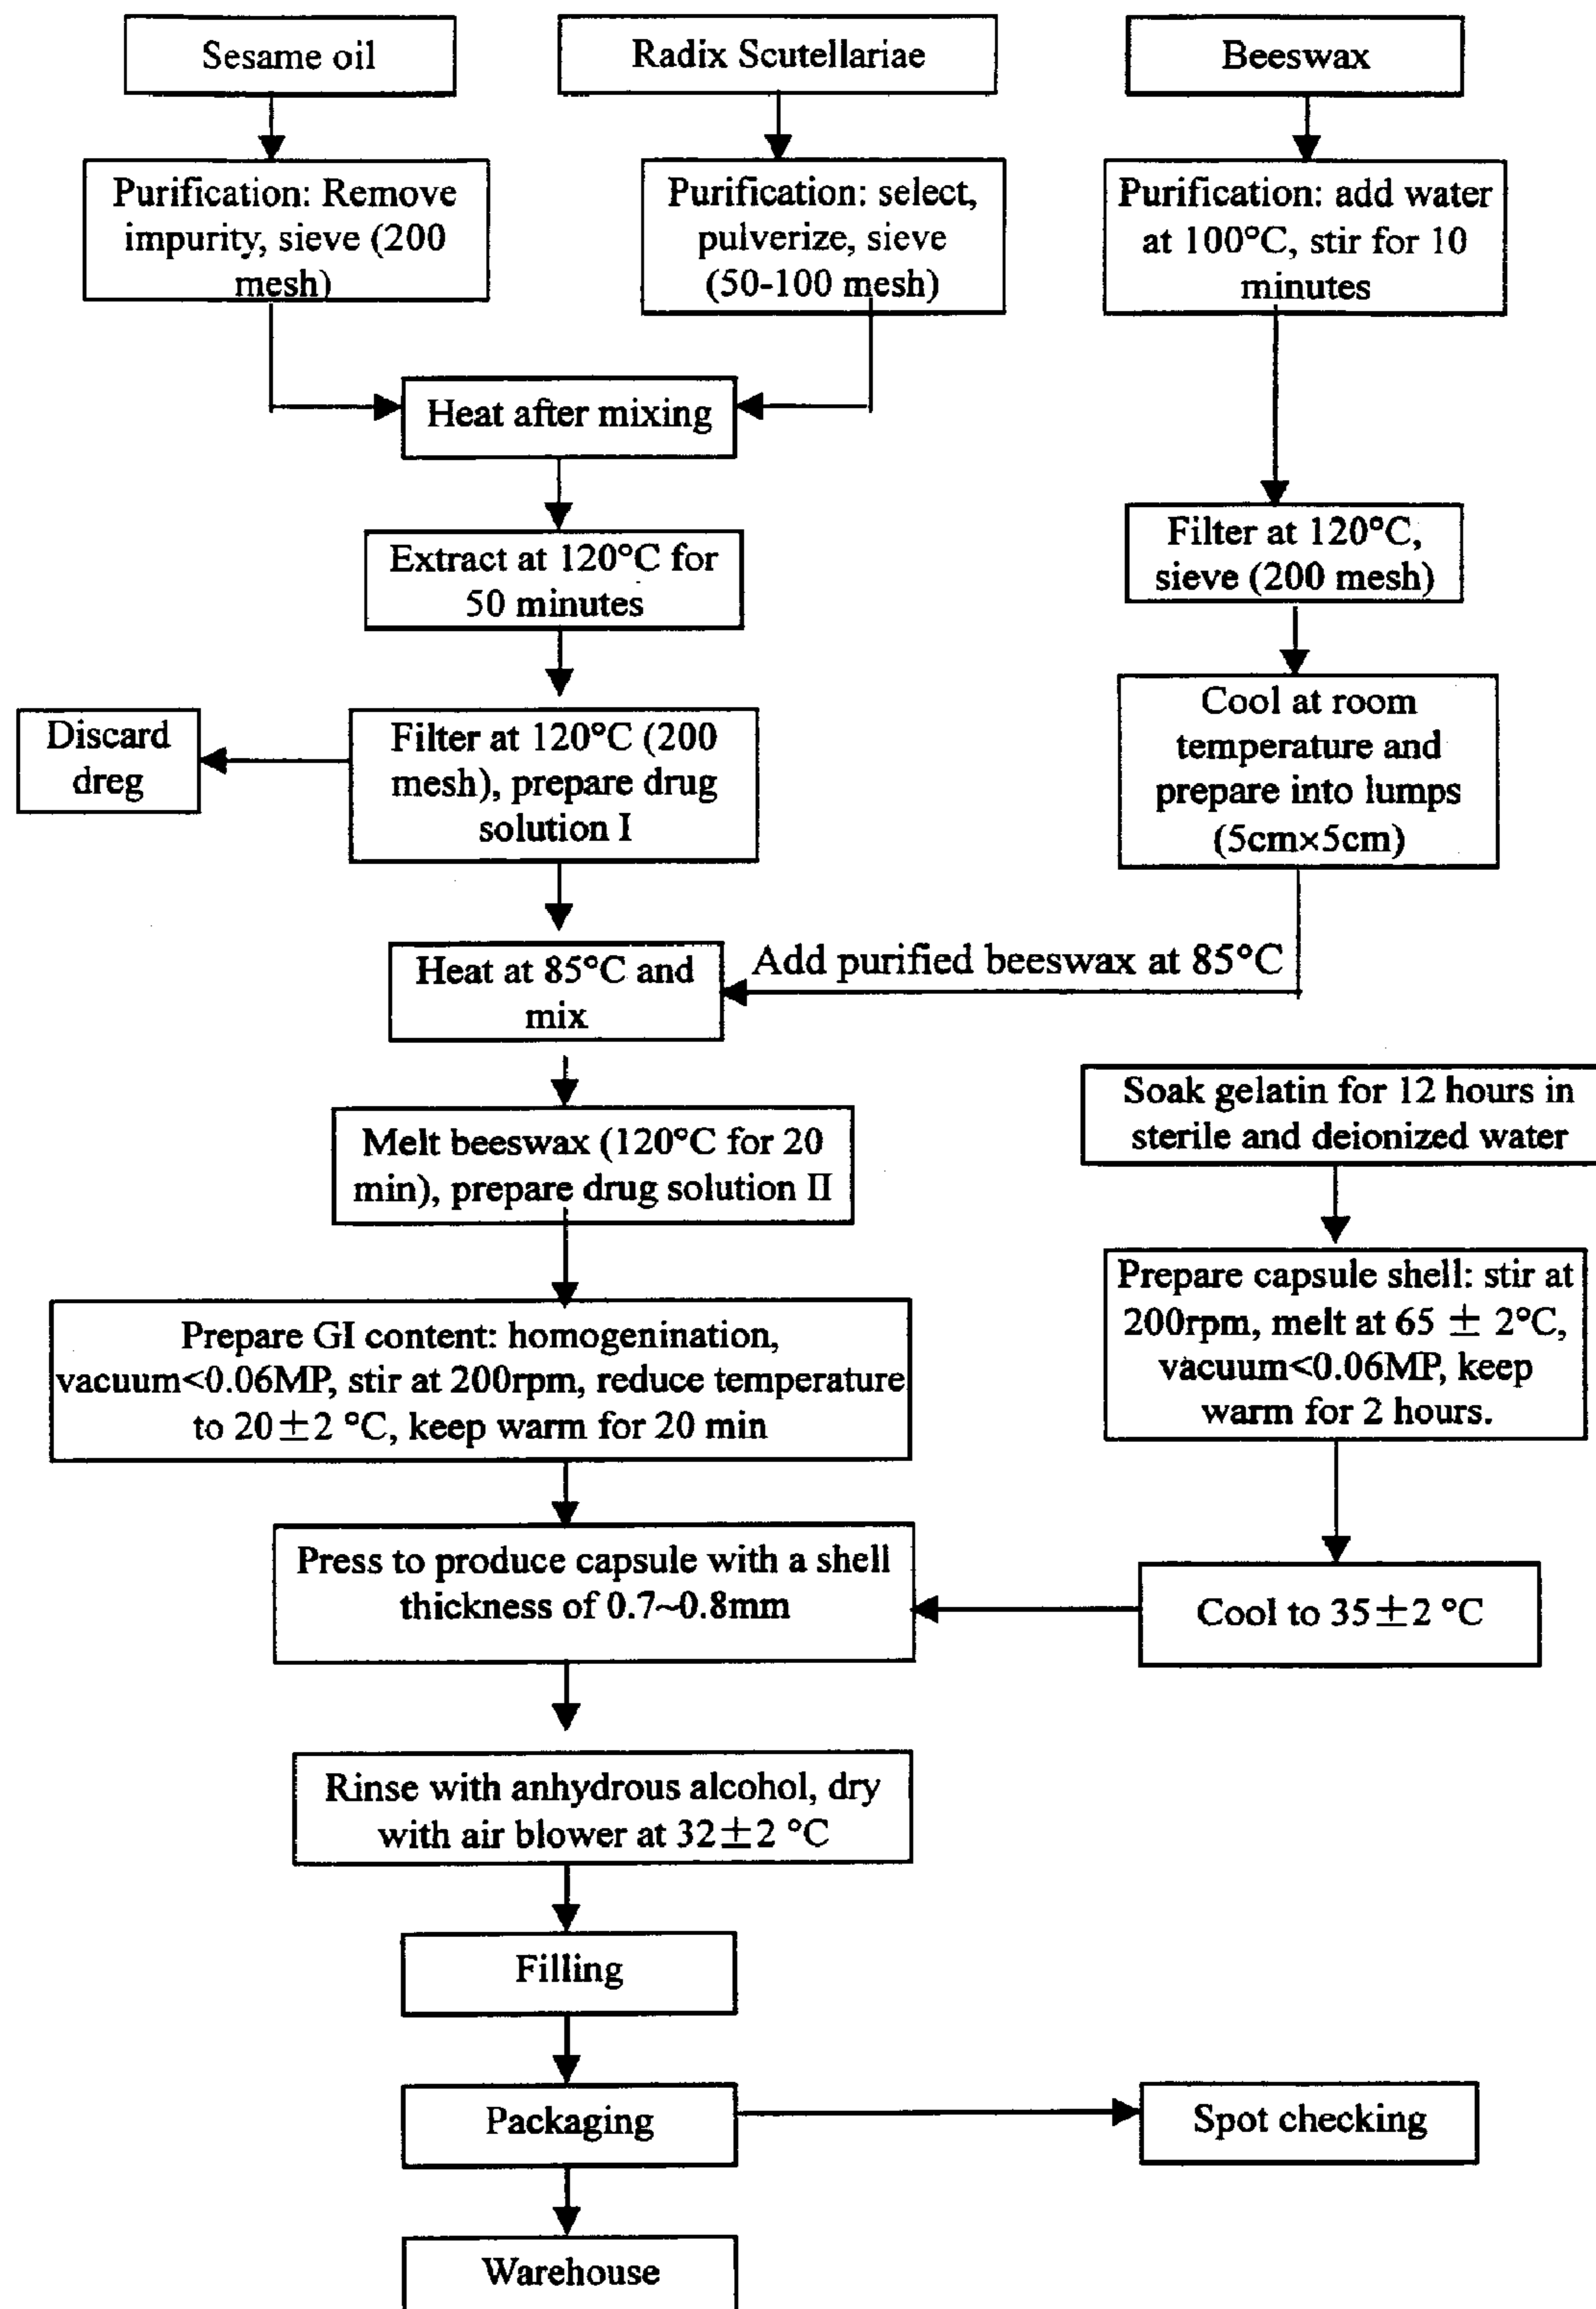 Sesame oil
Radix Scutellariae
Beeswax
Purification: Remove
impurity, sieve (200
mesh)
Purification: select,
pulverize, sieve
(50-100 mesh)
Purification: add water
at 100°C, stir for 10
minutes
Heat after mixing
Extract at 120°C for
50 minutes
Filter at 120°C,
sieve (200 mesh)
Discard
dreg
Filter at 120°C (200
mesh), prepare drug
solution I
Cool at room
temperature and
prepare into lumps
(5cm×5cm)
Heat at 85°C and
mix
Add purified beeswax at 85°C
Melt beeswax (120°C for 20
min), prepare drug solution II
Soak gelatin for 12 hours in
sterile and deionized water
Prepare GI content: homogenination,
vacuum<0.06MP, stir at 200rpm, reduce temperature
to 20±2 °C, keep warm for 20 min
Prepare capsule shell: stir at
200rpm, melt at 65 ± 2°C,
vacuum<0.06MP, keep
warm for 2 hours.
Press to produce capsule with a shell
thickness of 0.7~0.8mm
Cool to 35±2 °C
Rinse with anhydrous alcohol, dry
with air blower at 32±2 °C
Filling
Packaging
Spot checking
Warehouse